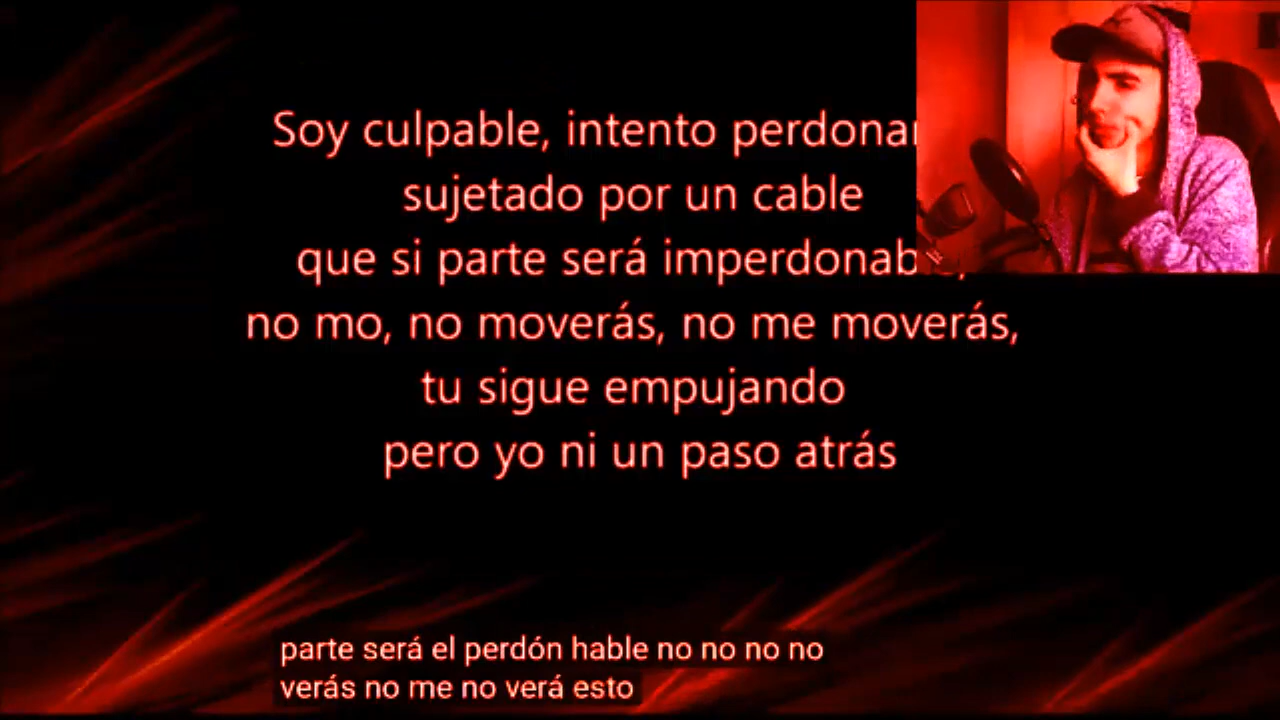 Soy culpable, intento perdonar
sujetado por un cable
que si parte será imperdonab
no mo, no moverás, no me moverás,
tu sigue empujando
pero yo ni un paso atrás
parte será el perdón hable no no no no
verás no me no verá esto